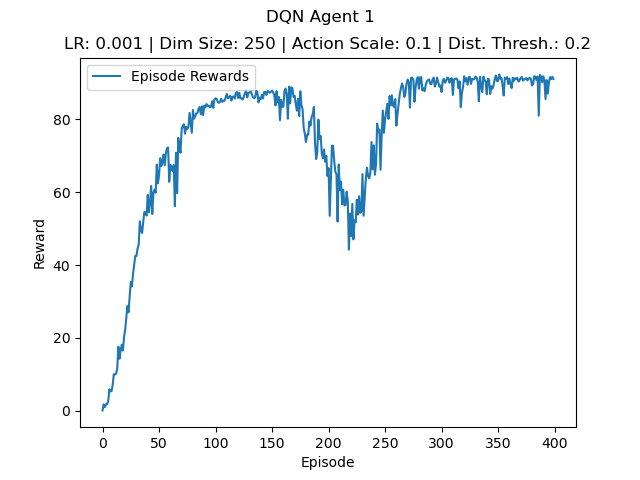 DQN Agent 1
LR: 0.001 | Dim Size: 250 | Action Scale: 0.1 | Dist. Thresh.: 0.2
Episode Rewards
80
60
40
20
0
Reward
0 50 100 150 200 250 300 350 400
Episode